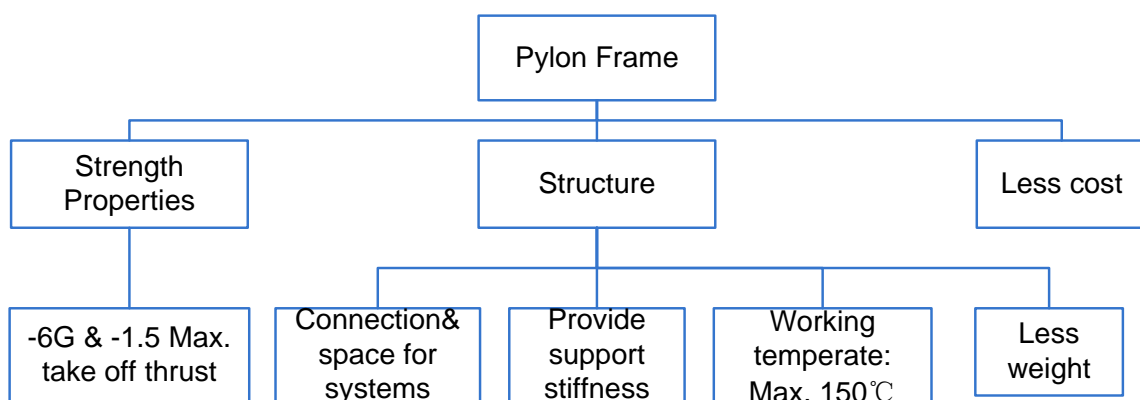 Pylon Frame
Strength
Properties
Structure
Less cost
-6G & -1.5 Max.
take off thrust
Connection&
space for
systems
Provide
support
stiffness
Working
temperate:
Max. 150℃
Less
weight